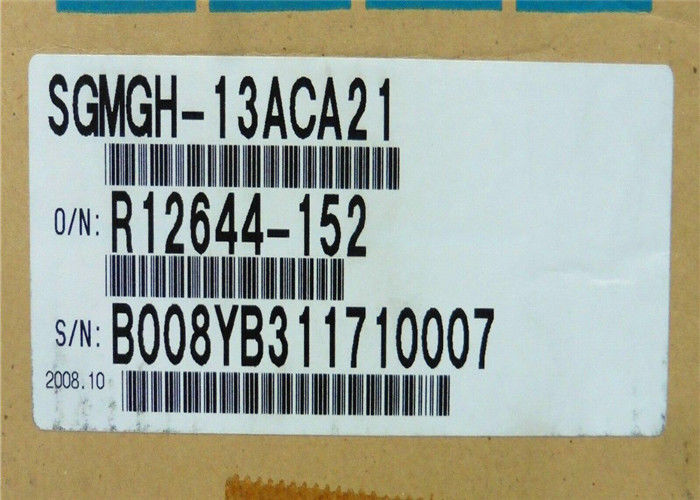 SGMGH-13ACA21
O/N: R12644-152
S/N: B008YB311710007
2008.10